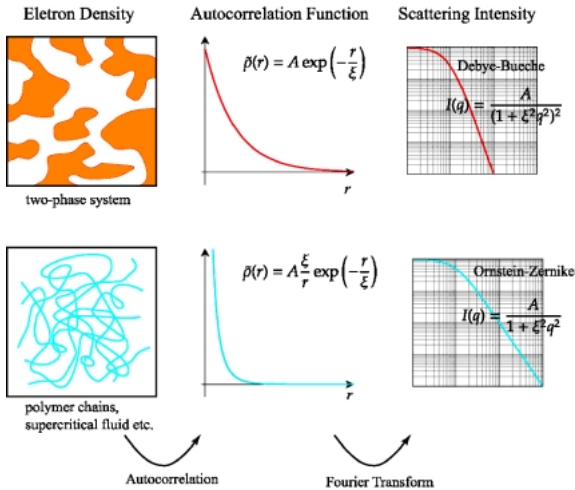 Eletron Density
Autocorrelation Function
Scattering Intensity
ρ̃(r) = A exp(−r/ξ)
Debye-Bueche
I(q) = A/(1 + ξ²q²)²
r
two-phase system
ρ̃(r) = A ξ/r exp(−r/ξ)
Ornstein-Zernike
I(q) = A/(1 + ξ²q²)
r
polymer chains,
supercritical fluid etc.
Autocorrelation
Fourier Transform